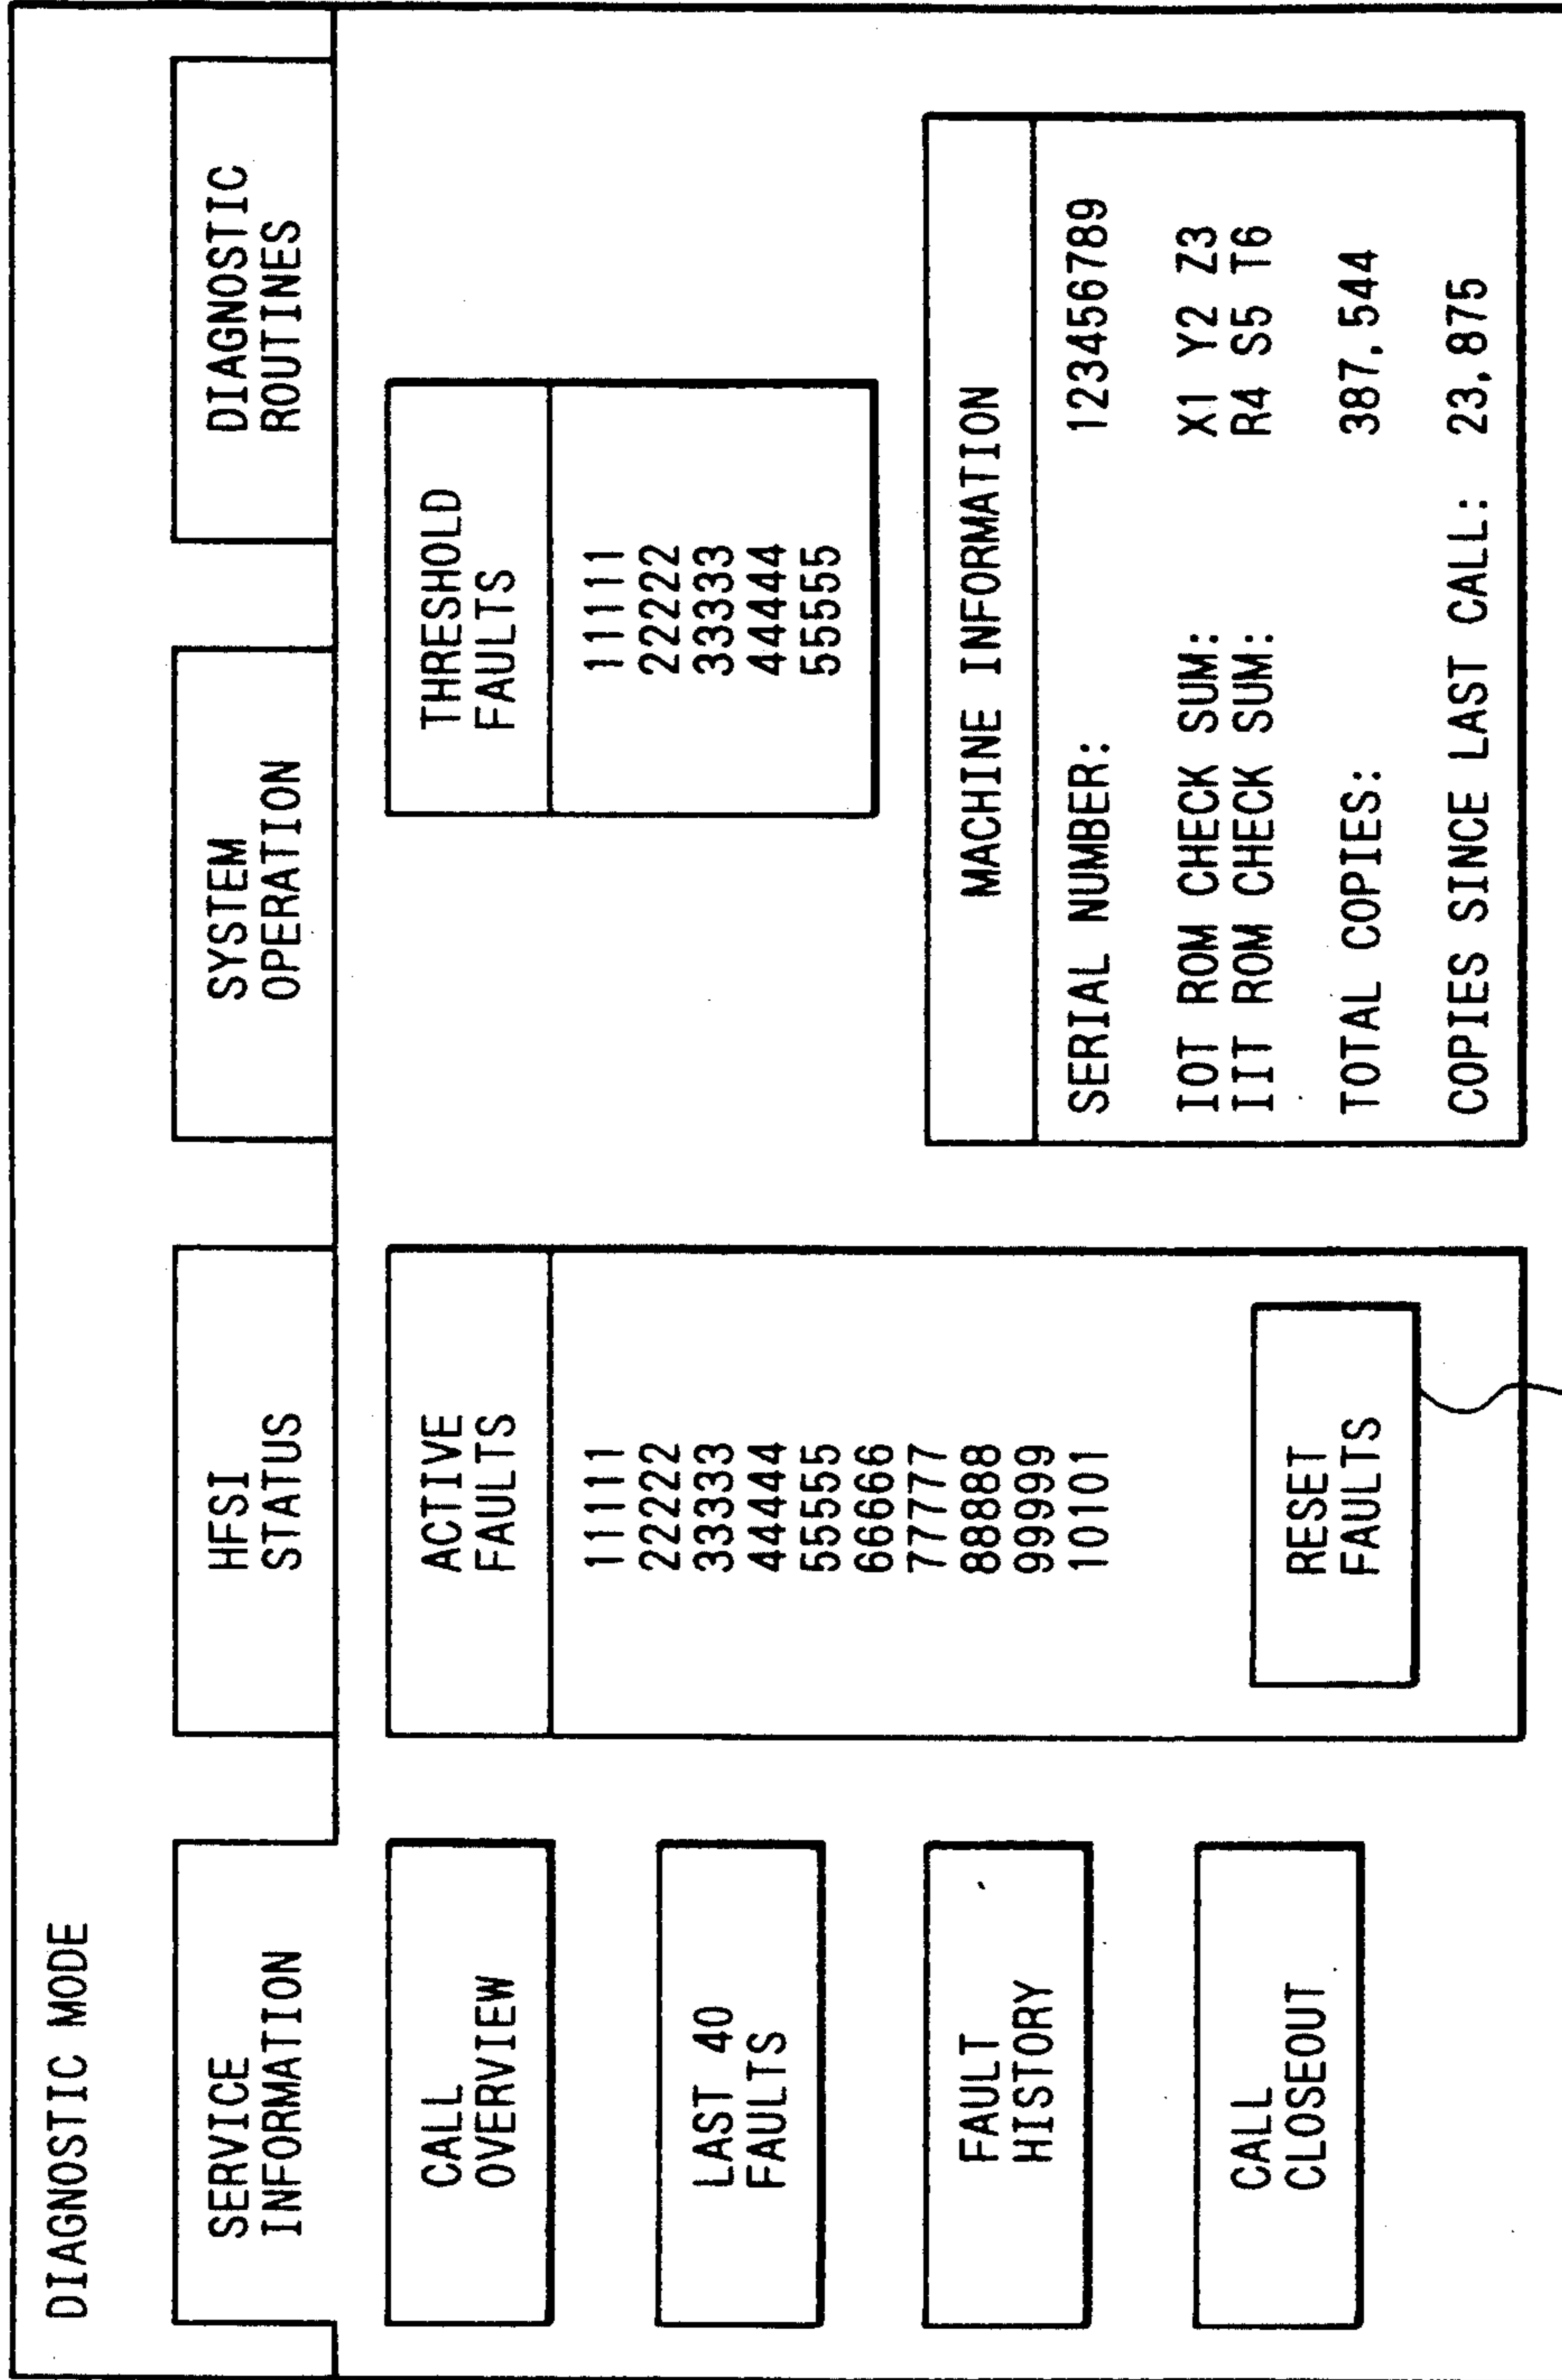 DIAGNOSTIC MODE
SERVICE
INFORMATION
HFSI
STATUS
SYSTEM
OPERATION
DIAGNOSTIC
ROUTINES
CALL
OVERVIEW
LAST 40
FAULTS
FAULT
HISTORY
CALL
CLOSEOUT
ACTIVE
FAULTS
11111
22222
33333
44444
55555
66666
77777
88888
99999
10101
RESET
FAULTS
THRESHOLD
FAULTS
11111
22222
33333
44444
55555
MACHINE INFORMATION
SERIAL NUMBER: 123456789
IOT ROM CHECK SUM: X1 Y2 Z3
IIT ROM CHECK SUM: R4 S5 T6
TOTAL COPIES: 387,544
COPIES SINCE LAST CALL: 23,875